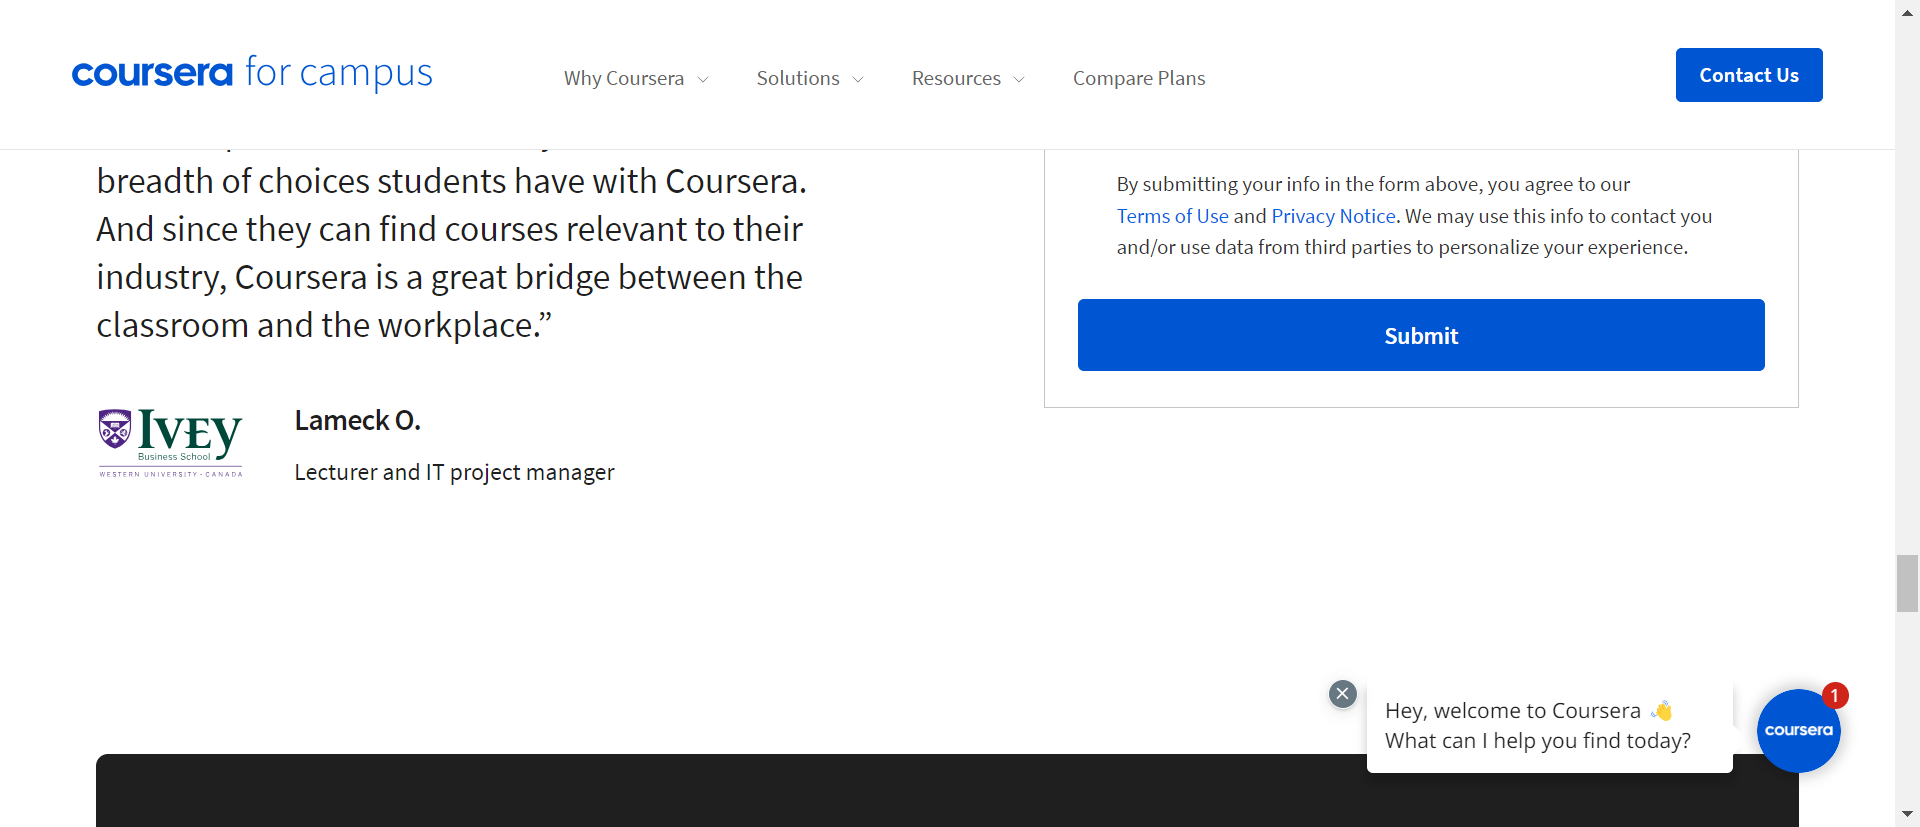 coursera for campus
Why Coursera
Solutions
Resources
Compare Plans
Contact Us
breadth of choices students have with Coursera.
And since they can find courses relevant to their
industry, Coursera is a great bridge between the
classroom and the workplace.”
IVEY
Business School
WESTERN UNIVERSITY · CANADA
Lameck O.
Lecturer and IT project manager
By submitting your info in the form above, you agree to our
Terms of Use and Privacy Notice. We may use this info to contact you
and/or use data from third parties to personalize your experience.
Submit
Hey, welcome to Coursera 👋
What can I help you find today?
coursera
1